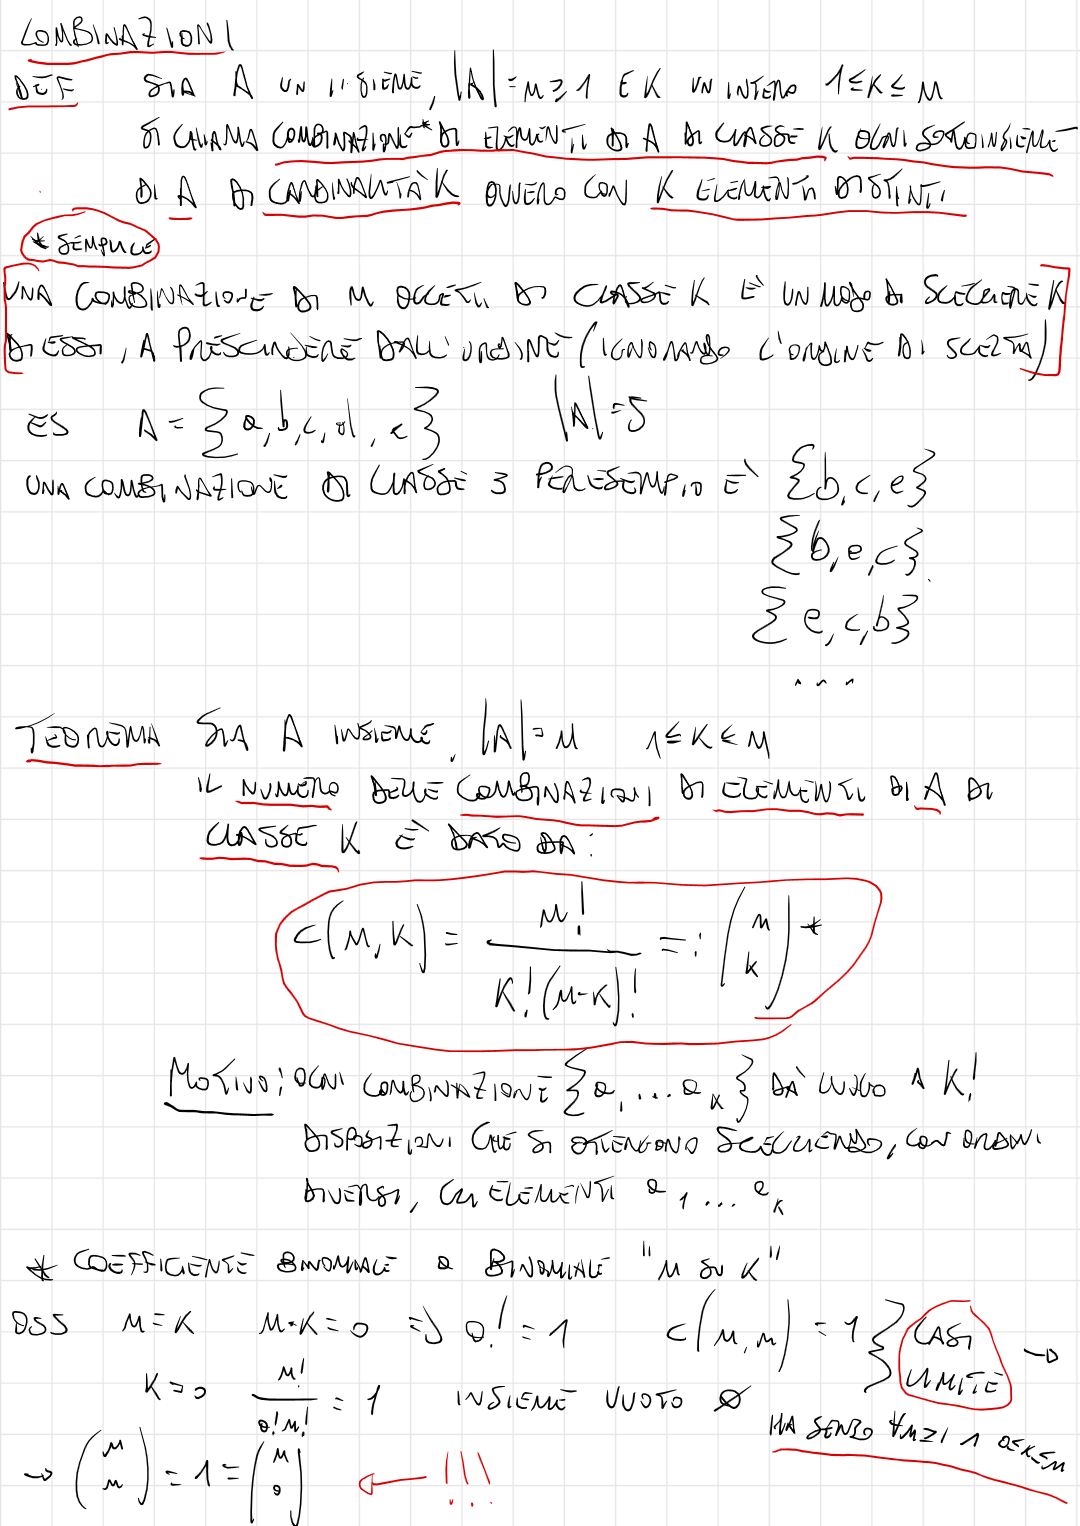 COMBINAZIONI
DEF SIA A UN INSIEME, |A|=n≥1 E K UN INTERO 1≤K≤n
SI CHIAMA COMBINAZIONE* DI ELEMENTI DI A DI CLASSE K OGNI SOTTOINSIEME
DI A DI CARDINALITÀ K OVVERO CON K ELEMENTI DISTINTI
* SEMPLICE
UNA COMBINAZIONE DI n OGGETTI DI CLASSE K È UN MODO DI SCEGLIERE K
DI ESSI, A PRESCINDERE DALL'ORDINE (IGNORANDO L'ORDINE DI SCELTA)
ES A = {a, b, c, d, e} |A|=5
UNA COMBINAZIONE DI CLASSE 3 PER ESEMPIO È {b, c, e}
{b, e, c}
{e, c, b}
...
TEOREMA SIA A INSIEME, |A|=n 1≤K≤n
IL NUMERO DELLE COMBINAZIONI DI ELEMENTI DI A DI
CLASSE K È DATO DA:
C(n, K) = n! / K!(n-K)! =: (n k)*
MOTIVO: OGNI COMBINAZIONE {a₁ ... aₖ} DÀ LUOGO A K!
DISPOSIZIONI CHE SI OTTENGONO SCEGLIENDO, CON ORDINI
DIVERSI, GLI ELEMENTI a₁ ... aₖ
* COEFFICIENTE BINOMIALE O BINOMIALE "n SU K"
OSS n=K n-K=0 => 0!=1 C(n, n) = 1 } CASI LIMITE →
K=0 n!/0!n! = 1 INSIEME VUOTO ∅
HA SENSO ∀n≥1 ∧ 0≤K≤n
→ (n n) = 1 = (n 0) ← !!!